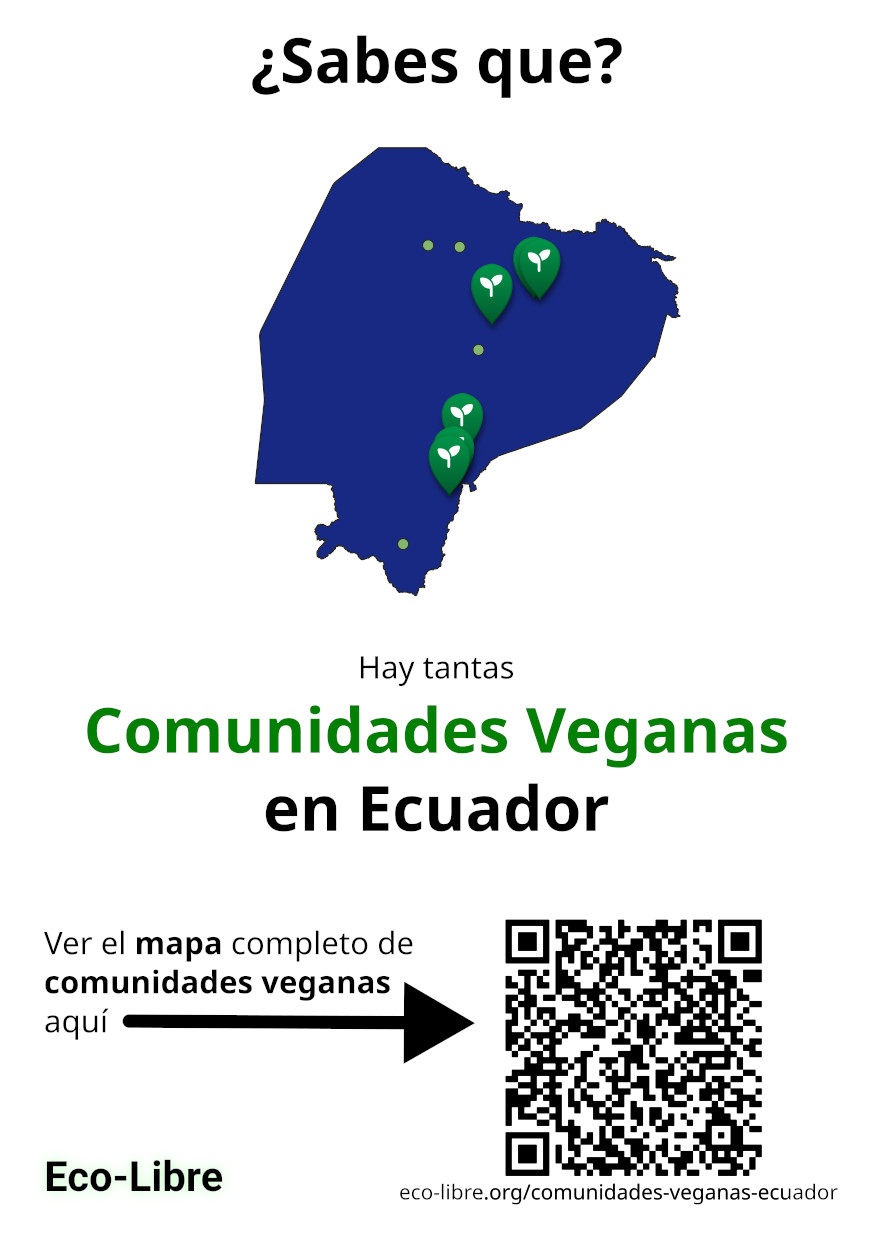 ¿Sabes que?
Hay tantas
Comunidades Veganas
en Ecuador
Ver el mapa completo de
comunidades veganas
aquí
Eco-Libre
eco-libre.org/comunidades-veganas-ecuador